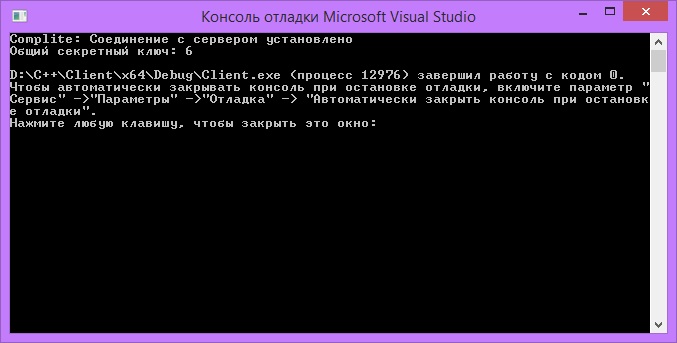 Консоль отладки Microsoft Visual Studio
Complite: Соединение с сервером установлено
Общий секретный ключ: 6
D:\C++\Client\x64\Debug\Client.exe (процесс 12976) завершил работу с кодом 0.
Чтобы автоматически закрывать консоль при остановке отладки, включите параметр "
Сервис" ->"Параметры" ->"Отладка" -> "Автоматически закрыть консоль при остановк
е отладки".
Нажмите любую клавишу, чтобы закрыть это окно: